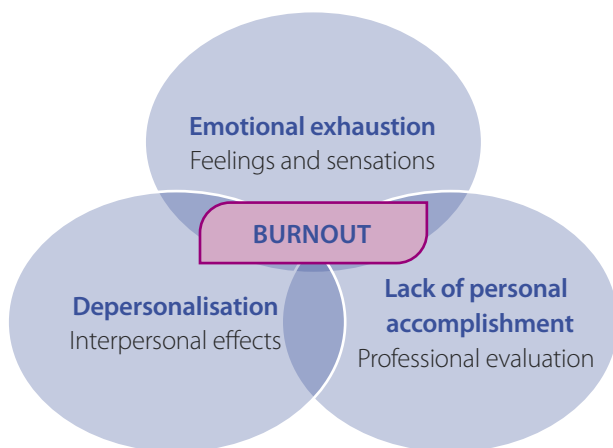 Emotional exhaustion
Feelings and sensations
BURNOUT
Depersonalisation
Interpersonal effects
Lack of personal
accomplishment
Professional evaluation